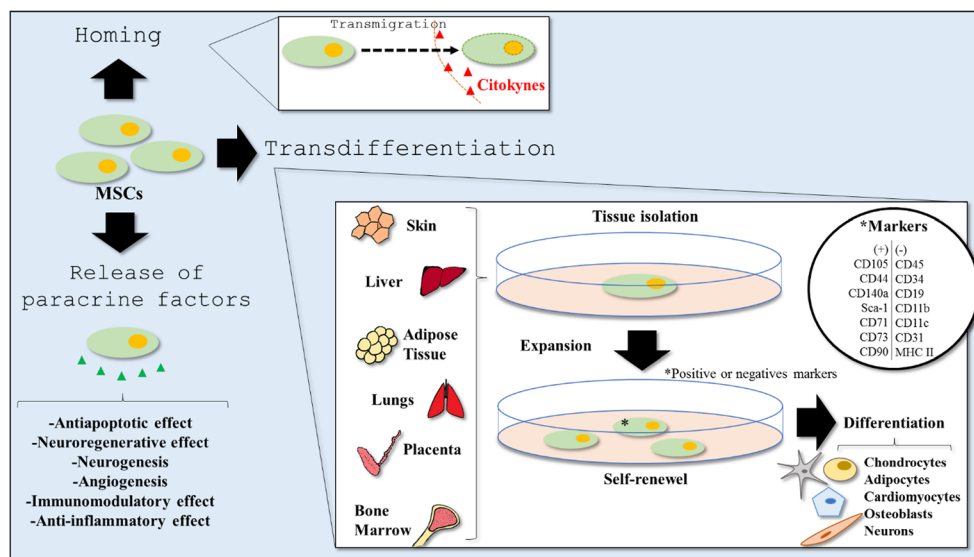 Homing
Transmigration
Citokynes
MSCs
Transdifferentiation
Release of
paracrine factors
-Antiapoptotic effect
-Neuroregenerative effect
-Neurogenesis
-Angiogenesis
-Immunomodulatory effect
-Anti-inflammatory effect
Skin
Liver
Adipose
Tissue
Lungs
Placenta
Bone
Marrow
Tissue isolation
Expansion
*Positive or negatives markers
*
Self-renewel
*Markers
(+) (-)
CD105 CD45
CD44 CD34
CD140a CD19
Sca-1 CD11b
CD71 CD11c
CD73 CD31
CD90 MHC II
Differentiation
Chondrocytes
Adipocytes
Cardiomyocytes
Osteoblasts
Neurons